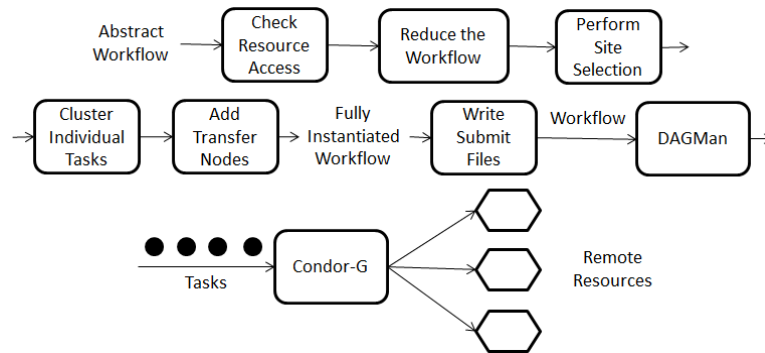 Abstract
Workflow
Check
Resource
Access
Reduce the
Workflow
Perform
Site
Selection
Cluster
Individual
Tasks
Add
Transfer
Nodes
Fully
Instantiated
Workflow
Write
Submit
Files
Workflow
DAGMan
Tasks
Condor-G
Remote
Resources